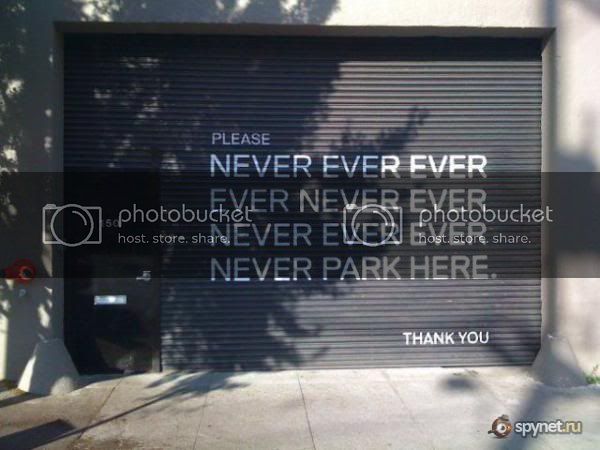 PLEASE
NEVER EVER EVER
EVER NEVER EVER
NEVER EVER EVER
NEVER PARK HERE.
THANK YOU
photobucket photobucket
host. store. share. host. store. share.
spynet.ru